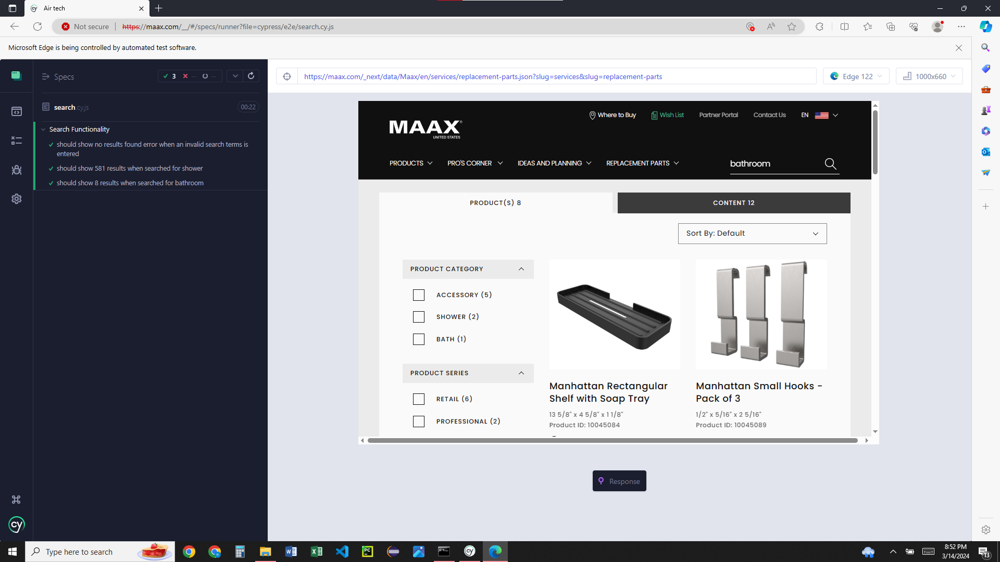 Air tech
Not secure
https://maax.com/__/#/specs/runner?file=cypress/e2e/search.cy.js
Microsoft Edge is being controlled by automated test software.
Specs
3
--
--
https://maax.com/_next/data/Maax/en/services/replacement-parts.json?slug=services&slug=replacement-parts
Edge 122
1000x660
search.cy.js
00:22
Search Functionality
should show no results found error when an invalid search terms is
entered
should show 581 results when searched for shower
should show 8 results when searched for bathroom
Where to Buy
Wish List
Partner Portal
Contact Us
EN
MAAX®
UNITED STATES
PRODUCTS
PRO'S CORNER
IDEAS AND PLANNING
REPLACEMENT PARTS
bathroom
PRODUCT(S) 8
CONTENT 12
Sort By: Default
PRODUCT CATEGORY
ACCESSORY (5)
SHOWER (2)
BATH (1)
PRODUCT SERIES
RETAIL (6)
PROFESSIONAL (2)
Manhattan Rectangular
Shelf with Soap Tray
13 5/8" x 4 5/8" x 1 1/8"
Product ID: 10045084
Manhattan Small Hooks -
Pack of 3
1/2" x 5/16" x 2 5/16"
Product ID: 10045089
Response
cy
Type here to search
8:52 PM
3/14/2024
13